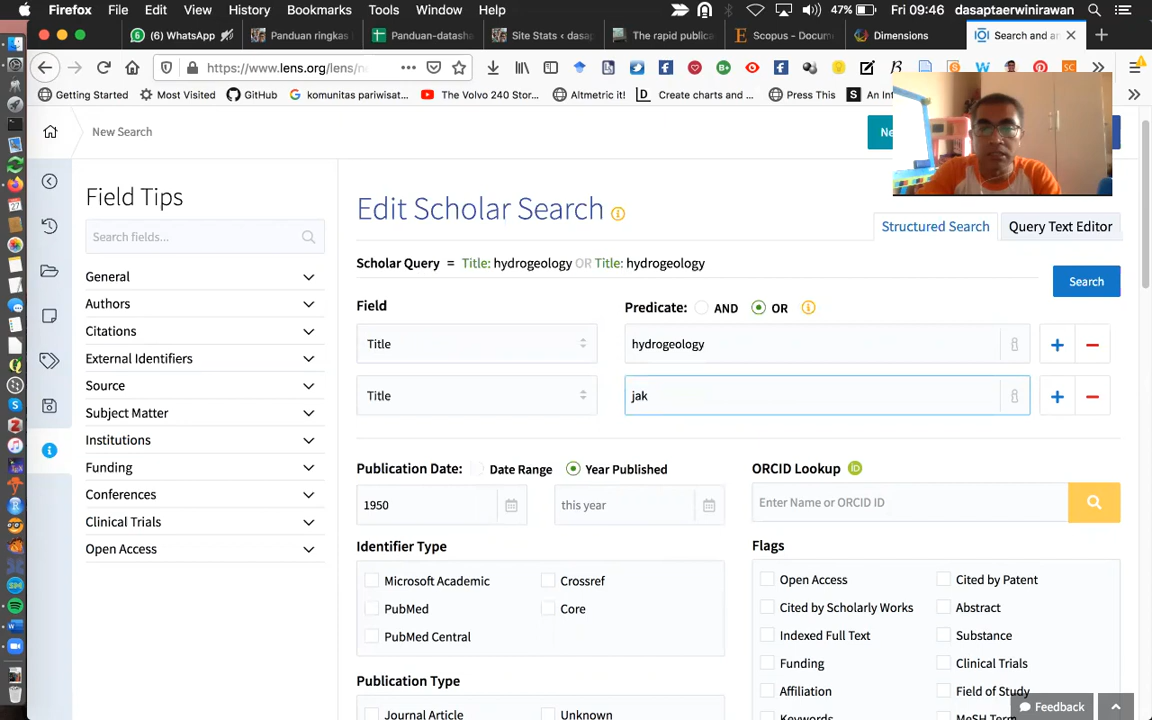 Firefox File Edit View History Bookmarks Tools Window Help 47% Fri 09:46 dasaptaerwinirawan
(6) WhatsApp Panduan ringkas Panduan-datasha Site Stats ‹ dasap The rapid publica Scopus - Docum Dimensions Search and an
https://www.lens.org/lens/ne
Getting Started Most Visited GitHub komunitas pariwisat... The Volvo 240 Stor... Altmetric it! Create charts and ... Press This An In
New Search
Ne
Field Tips
Search fields...
General
Authors
Citations
External Identifiers
Source
Subject Matter
Institutions
Funding
Conferences
Clinical Trials
Open Access
Edit Scholar Search
Structured Search Query Text Editor
Scholar Query = Title: hydrogeology OR Title: hydrogeology
Search
Field Predicate: AND OR
Title hydrogeology
Title jak
Publication Date: Date Range Year Published
1950 this year
ORCID Lookup
Enter Name or ORCID ID
Identifier Type
Microsoft Academic Crossref
PubMed Core
PubMed Central
Flags
Open Access Cited by Patent
Cited by Scholarly Works Abstract
Indexed Full Text Substance
Funding Clinical Trials
Affiliation Field of Study
Keywords MeSH Term
Publication Type
Journal Article Unknown
Feedback